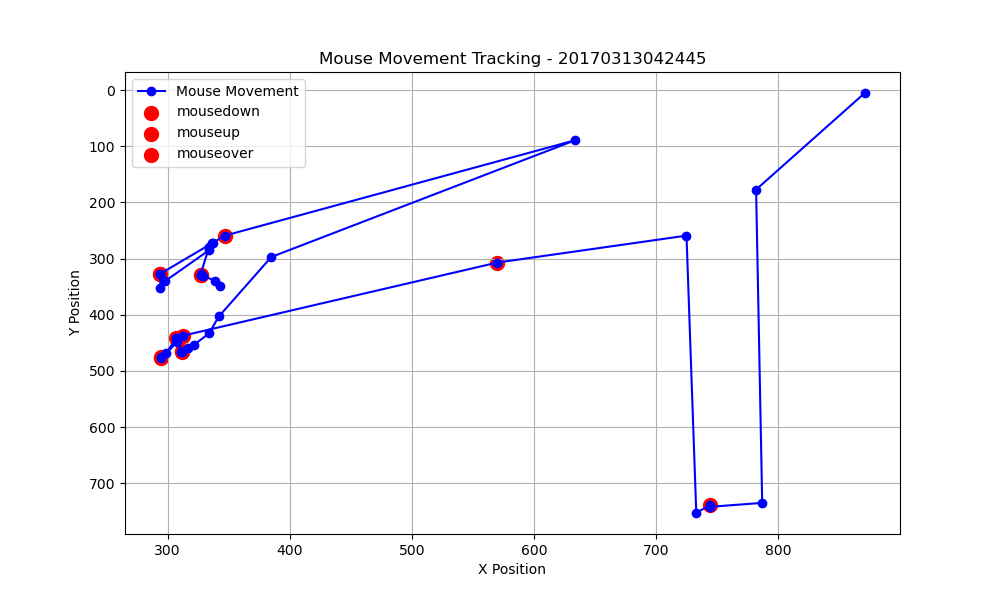 Mouse Movement Tracking - 20170313042445
Mouse Movement
mousedown
mouseup
mouseover
0
100
200
300
400
500
600
700
Y Position
300 400 500 600 700 800
X Position